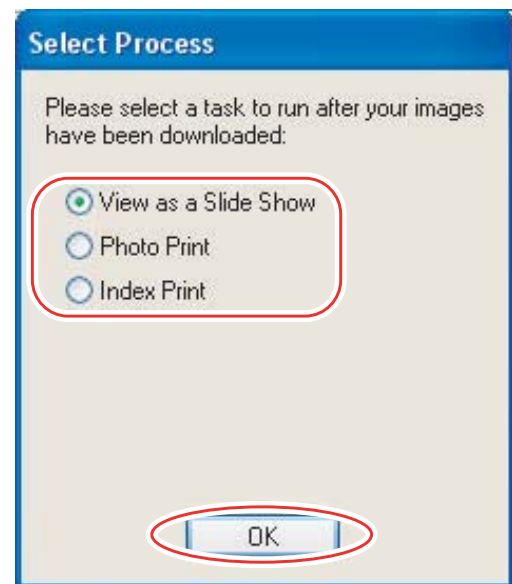 Select Process
Please select a task to run after your images
have been downloaded:
View as a Slide Show
Photo Print
Index Print
OK